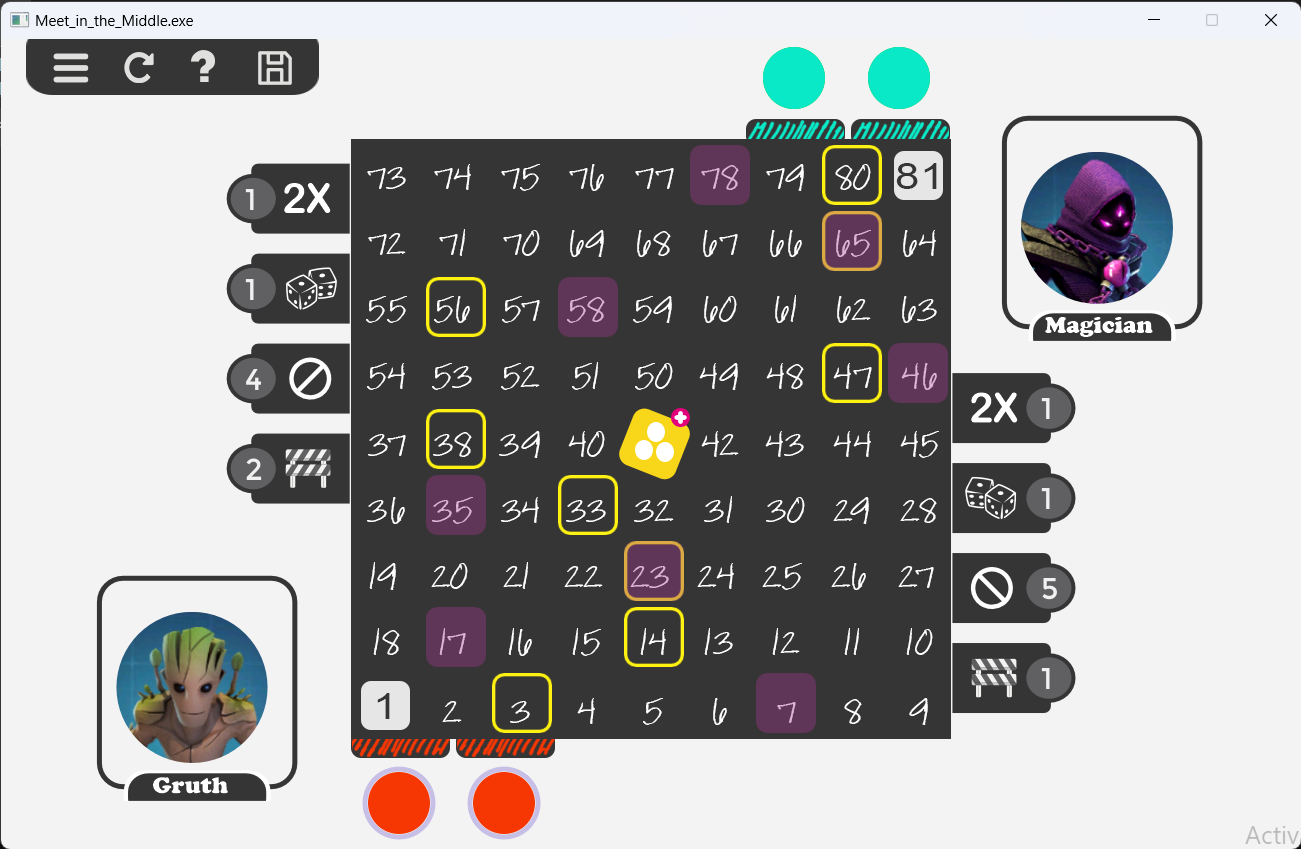 Meet_in_the_Middle.exe
73 74 75 76 77 78 79 80 81
1 2X
72 71 70 69 68 67 66 65 64
1
55 56 57 58 59 60 61 62 63
Magician
4
54 53 52 51 50 49 48 47 46
2X 1
2
37 38 39 40 42 43 44 45
36 35 34 33 32 31 30 29 28
1
19 20 21 22 23 24 25 26 27
5
18 17 16 15 14 13 12 11 10
1
1 2 3 4 5 6 7 8 9
Gruth
Activ